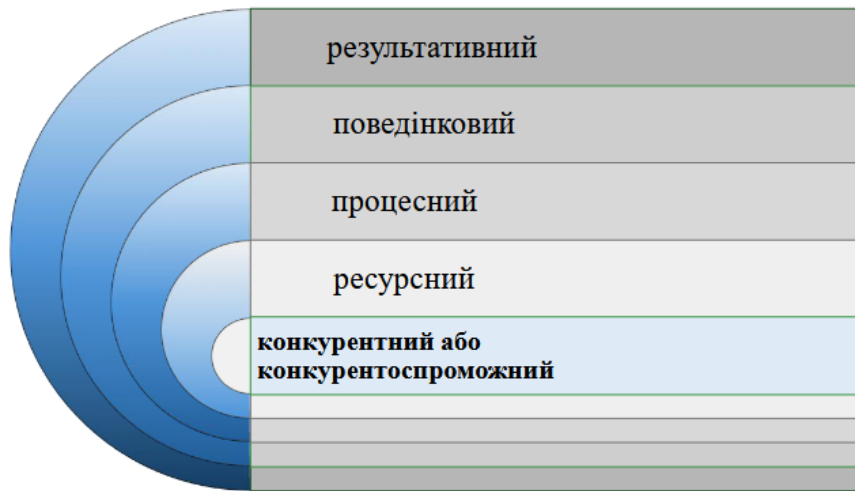 результативний
поведінковий
процесний
ресурсний
конкурентний або
конкурентоспроможний